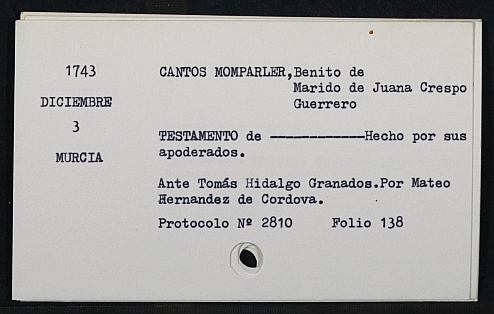 1743
CANTOS MOMPARLER,Benito de
Marido de Juana Crespo
DICIEMBRE
Guerrero
3
TESTAMENTO de ------------Hecho por sus
MURCIA
apoderados.
Ante Tomás Hidalgo Granados.Por Mateo
Hernandez de Cordova.
Protocolo Nº 2810 Folio 138